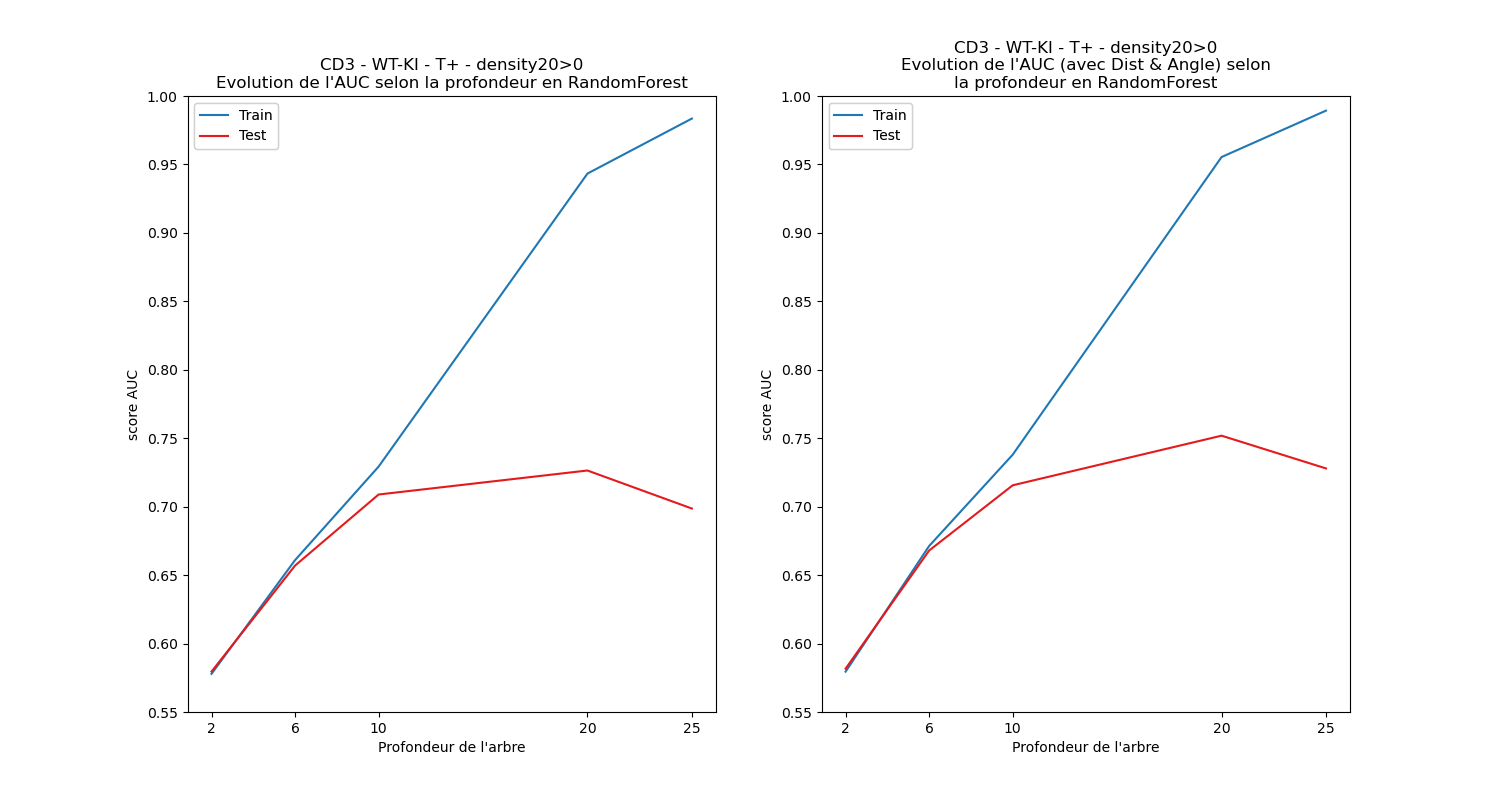 CD3 - WT-KI - T+ - density20>0
Evolution de l'AUC selon la profondeur en RandomForest
Train
Test
1.00
0.95
0.90
0.85
0.80
0.75
0.70
0.65
0.60
0.55
score AUC
2
6
10
20
25
Profondeur de l'arbre
CD3 - WT-KI - T+ - density20>0
Evolution de l'AUC (avec Dist & Angle) selon
la profondeur en RandomForest
Train
Test
1.00
0.95
0.90
0.85
0.80
0.75
0.70
0.65
0.60
0.55
score AUC
2
6
10
20
25
Profondeur de l'arbre